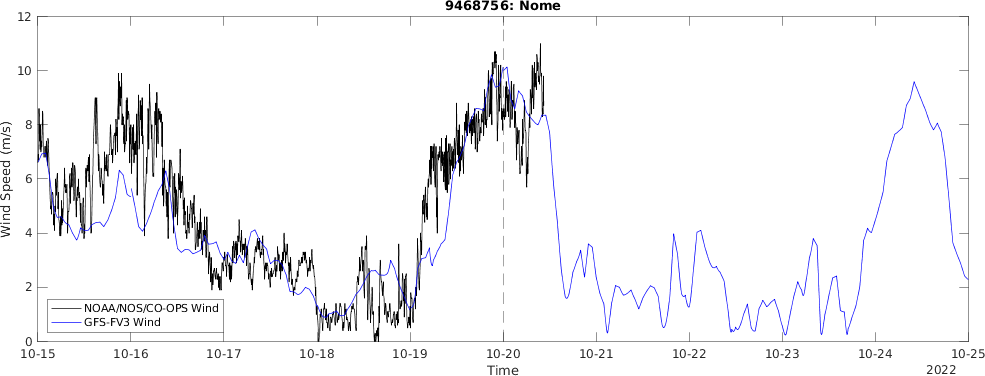 9468756: Nome
12
10
8
6
4
2
0
Wind Speed (m/s)
NOAA/NOS/CO-OPS Wind
GFS-FV3 Wind
10-15 10-16 10-17 10-18 10-19 10-20 10-21 10-22 10-23 10-24 10-25
Time
2022